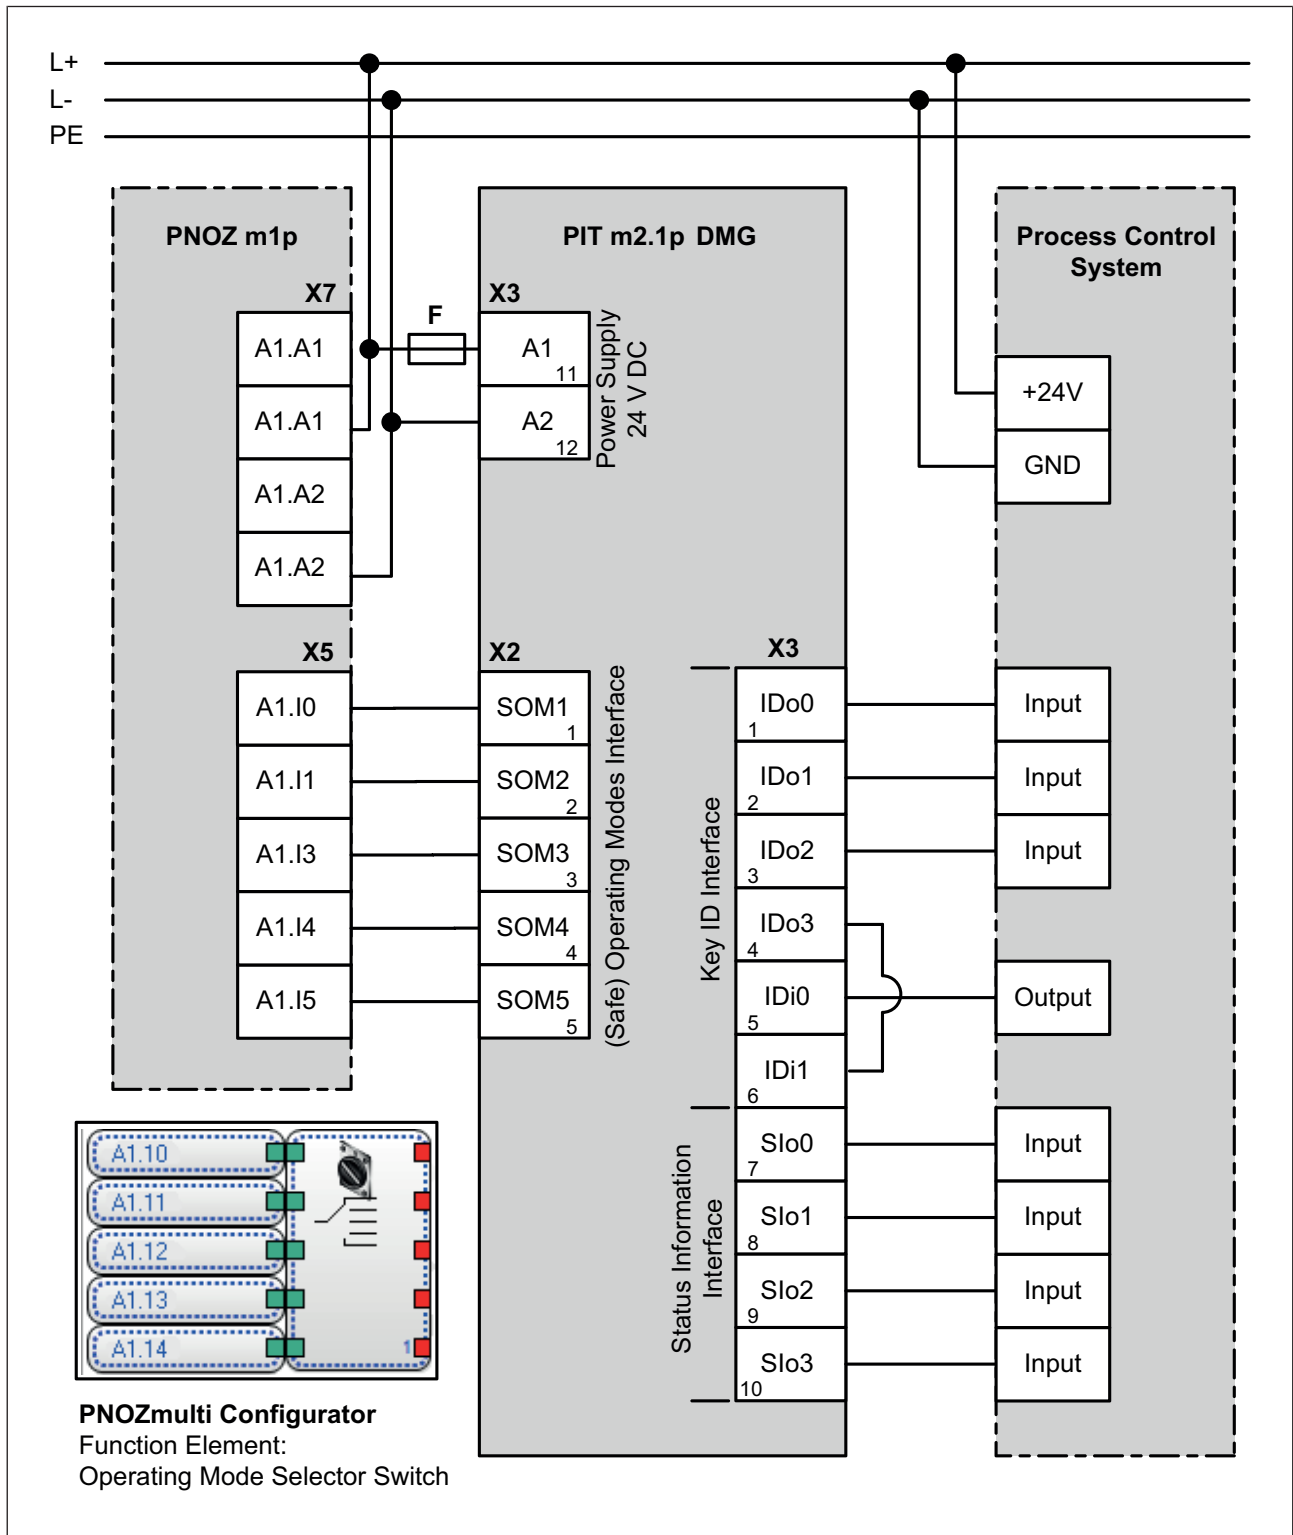 L+
L-
PE
PNOZ m1p
PIT m2.1p DMG
Process Control
System
X7
A1.A1
A1.A1
A1.A2
A1.A2
F
X3
A1
11
A2
12
Power Supply
24 V DC
+24V
GND
X5
A1.I0
A1.I1
A1.I3
A1.I4
A1.I5
X2
SOM1
1
SOM2
2
SOM3
3
SOM4
4
SOM5
5
(Safe) Operating Modes Interface
X3
Key ID Interface
IDo0
1
IDo1
2
IDo2
3
IDo3
4
IDi0
5
IDi1
6
Status Information
Interface
SIo0
7
SIo1
8
SIo2
9
SIo3
10
Input
Input
Input
Output
Input
Input
Input
Input
A1.10
A1.11
A1.12
A1.13
A1.14
1
PNOZmulti Configurator
Function Element:
Operating Mode Selector Switch